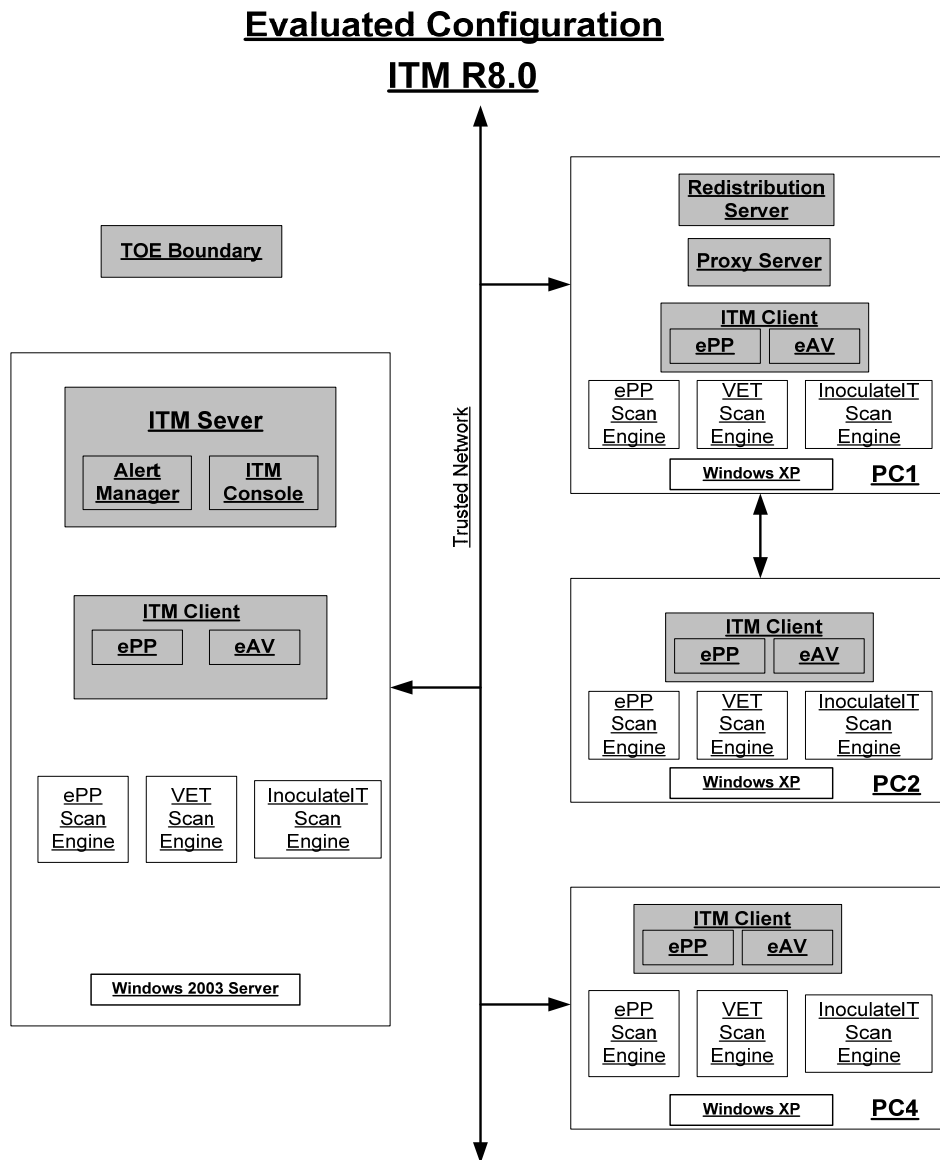 Evaluated Configuration
ITM R8.0
TOE Boundary
ITM Sever
Alert
Manager
ITM
Console
ITM Client
ePP
eAV
ePP
Scan
Engine
VET
Scan
Engine
InoculateIT
Scan
Engine
Windows 2003 Server
Trusted Network
Redistribution
Server
Proxy Server
ITM Client
ePP
eAV
ePP
Scan
Engine
VET
Scan
Engine
InoculateIT
Scan
Engine
Windows XP
PC1
ITM Client
ePP
eAV
ePP
Scan
Engine
VET
Scan
Engine
InoculateIT
Scan
Engine
Windows XP
PC2
ITM Client
ePP
eAV
ePP
Scan
Engine
VET
Scan
Engine
InoculateIT
Scan
Engine
Windows XP
PC4